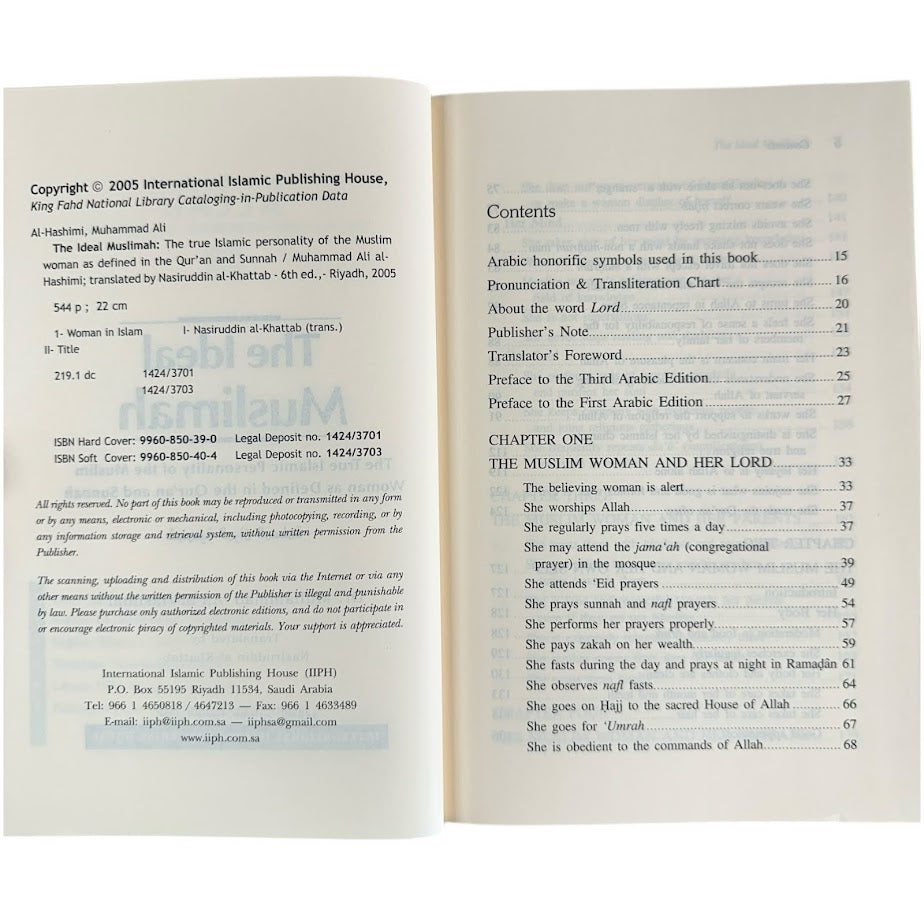 Copyright © 2005 International Islamic Publishing House,
King Fahd National Library Cataloging-in-Publication Data
Al-Hashimi, Muhammad Ali
The Ideal Muslimah: The true Islamic personality of the Muslim
woman as defined in the Qur'an and Sunnah / Muhammad Ali al-
Hashimi; translated by Nasiruddin al-Khattab - 6th ed.,- Riyadh, 2005
544 p ; 22 cm
1- Woman in Islam I- Nasiruddin al-Khattab (trans.)
II- Title
219.1 dc 1424/3701
1424/3703
ISBN Hard Cover: 9960-850-39-0 Legal Deposit no. 1424/3701
ISBN Soft Cover: 9960-850-40-4 Legal Deposit no. 1424/3703
All rights reserved. No part of this book may be reproduced or transmitted in any form
or by any means, electronic or mechanical, including photocopying, recording, or by
any information storage and retrieval system, without written permission from the
Publisher.
The scanning, uploading and distribution of this book via the Internet or via any
other means without the written permission of the Publisher is illegal and punishable
by law. Please purchase only authorized electronic editions, and do not participate in
or encourage electronic piracy of copyrighted materials. Your support is appreciated.
International Islamic Publishing House (IIPH)
P.O. Box 55195 Riyadh 11534, Saudi Arabia
Tel: 966 1 4650818 / 4647213 — Fax: 966 1 4633489
E-mail: iiph@iiph.com.sa — iiphsa@gmail.com
www.iiph.com.sa
Contents
Arabic honorific symbols used in this book 15
Pronunciation & Transliteration Chart 16
About the word Lord 20
Publisher's Note 21
Translator's Foreword 23
Preface to the Third Arabic Edition 25
Preface to the First Arabic Edition 27
CHAPTER ONE
THE MUSLIM WOMAN AND HER LORD 33
The believing woman is alert 33
She worships Allah 37
She regularly prays five times a day 37
She may attend the jama'ah (congregational
prayer) in the mosque 39
She attends 'Eid prayers 49
She prays sunnah and nafl prayers 54
She performs her prayers properly 57
She pays zakah on her wealth 59
She fasts during the day and prays at night in Ramaḍân 61
She observes nafl fasts 64
She goes on Ḥajj to the sacred House of Allah 66
She goes for 'Umrah 67
She is obedient to the commands of Allah 68